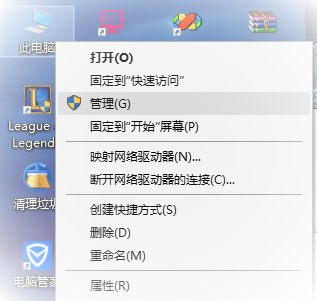 此电脑
打开(O)
固定到“快速访问”
管理(G)
固定到“开始”屏幕(P)
映射网络驱动器(N)...
断开网络驱动器的连接(C)...
创建快捷方式(S)
删除(D)
重命名(M)
属性(R)
League
Legend
清理垃圾
电脑管家